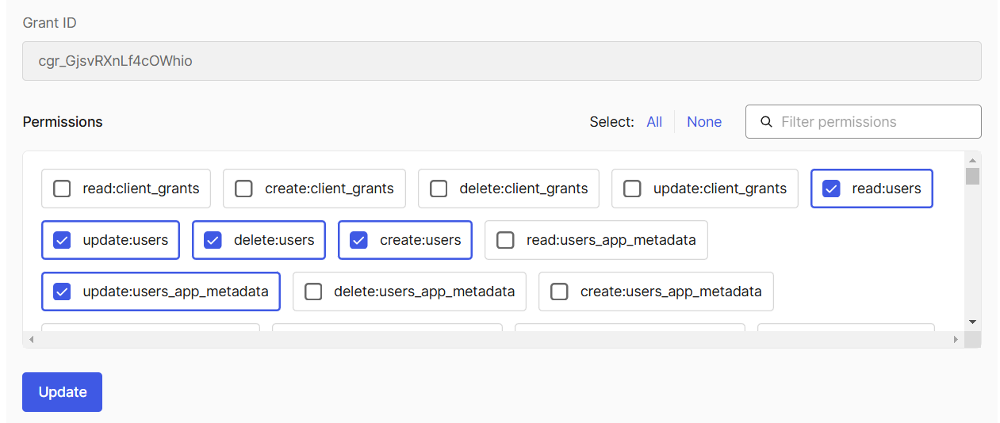 Grant ID
cgr_GjsvRXnLf4cOWhio
Permissions Select: All None Filter permissions
read:client_grants create:client_grants delete:client_grants update:client_grants read:users
update:users delete:users create:users read:users_app_metadata
update:users_app_metadata delete:users_app_metadata create:users_app_metadata
Update